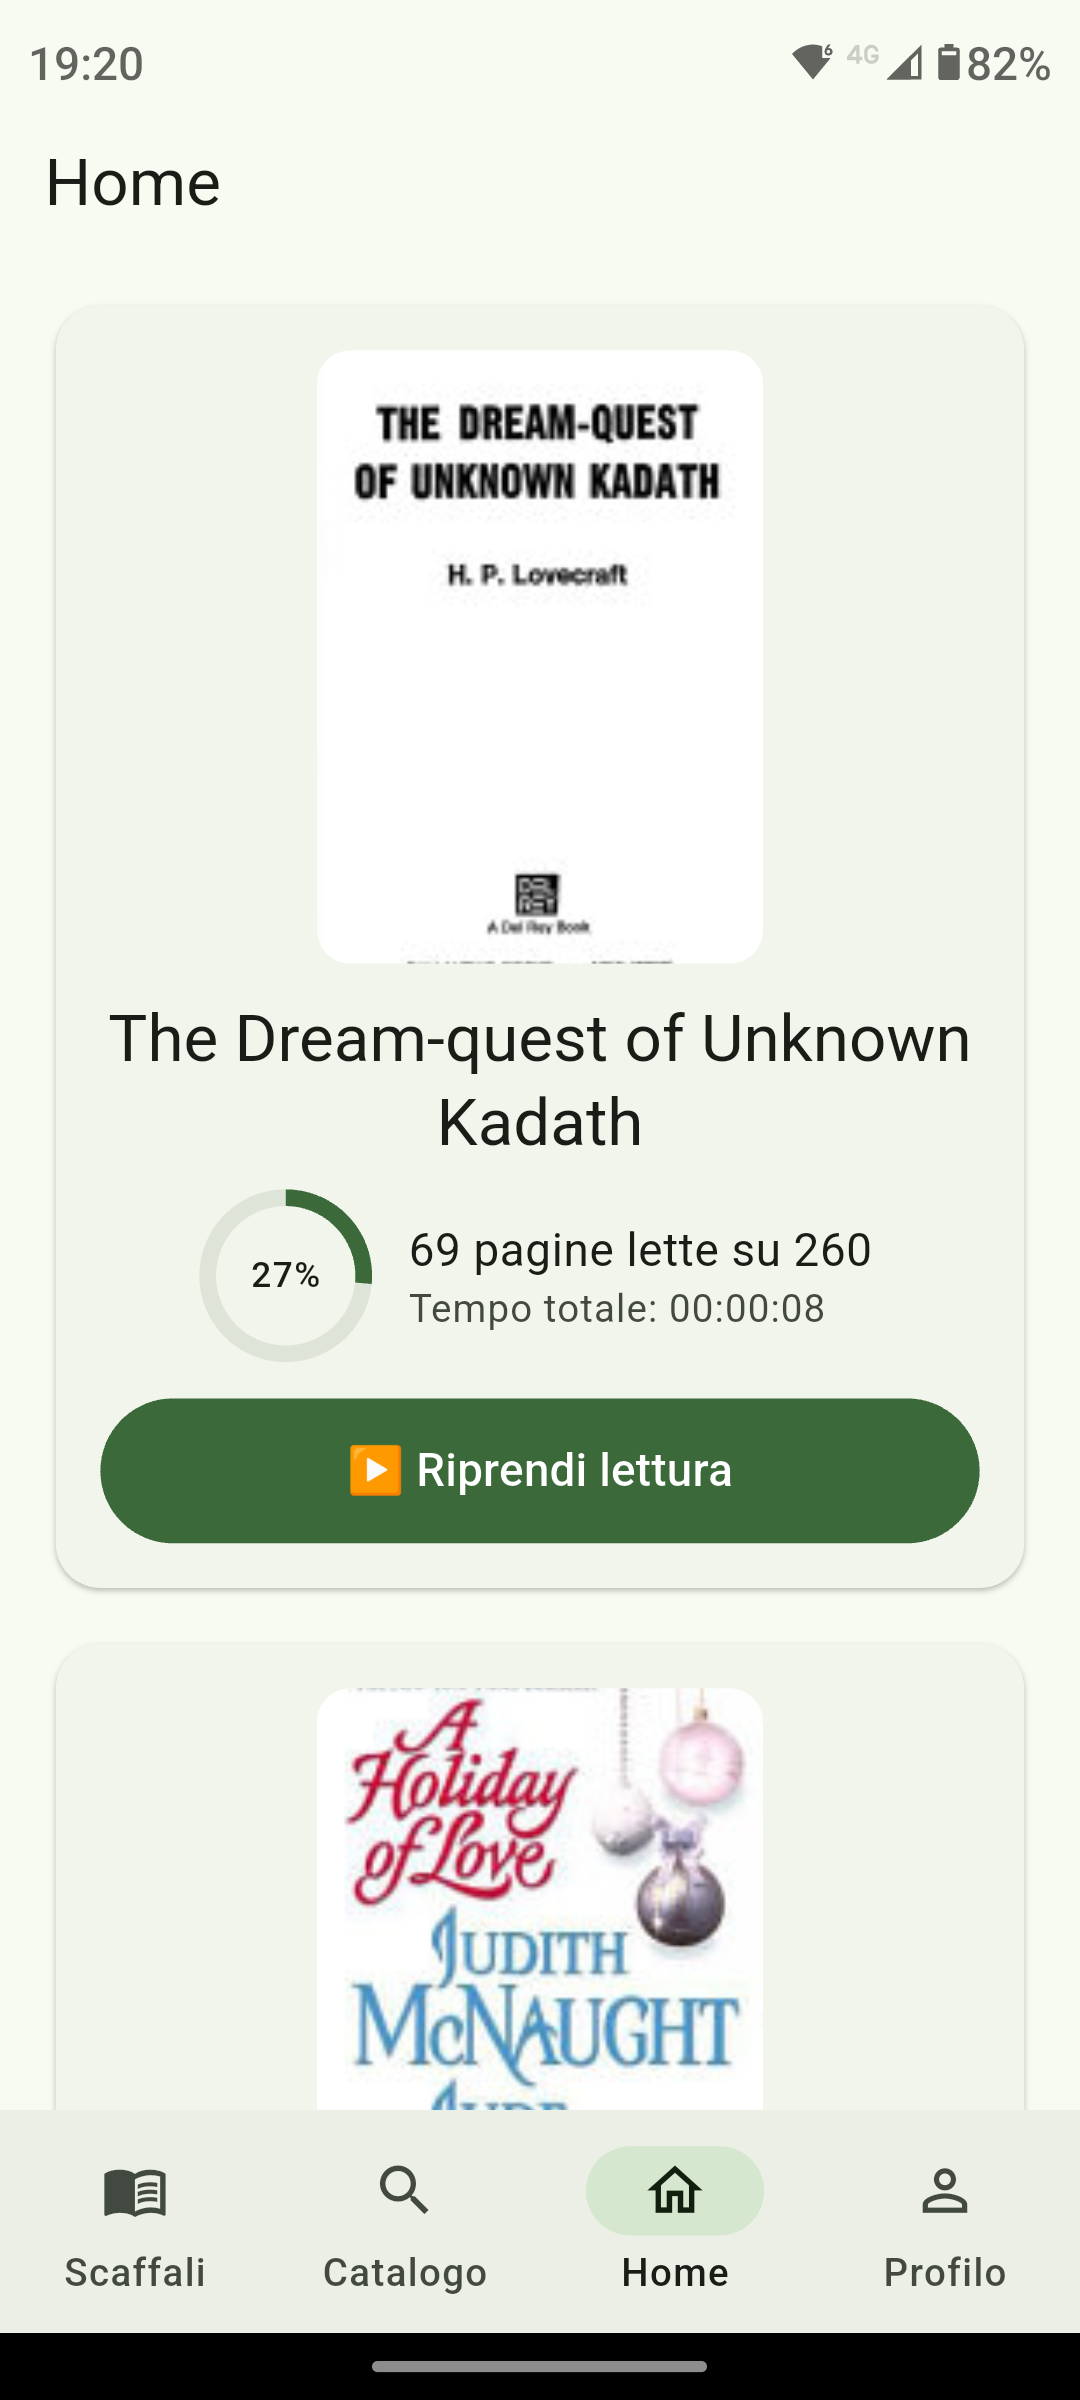 19:20
4G
82%
Home
THE DREAM-QUEST
OF UNKNOWN KADATH
H. P. Lovecraft
DEL
REY
A Del Rey Book
The Dream-quest of Unknown
Kadath
27%
69 pagine lette su 260
Tempo totale: 00:00:08
▶️ Riprendi lettura
A
Holiday
of Love
JUDITH
MCNAUGHT
Scaffali
Catalogo
Home
Profilo